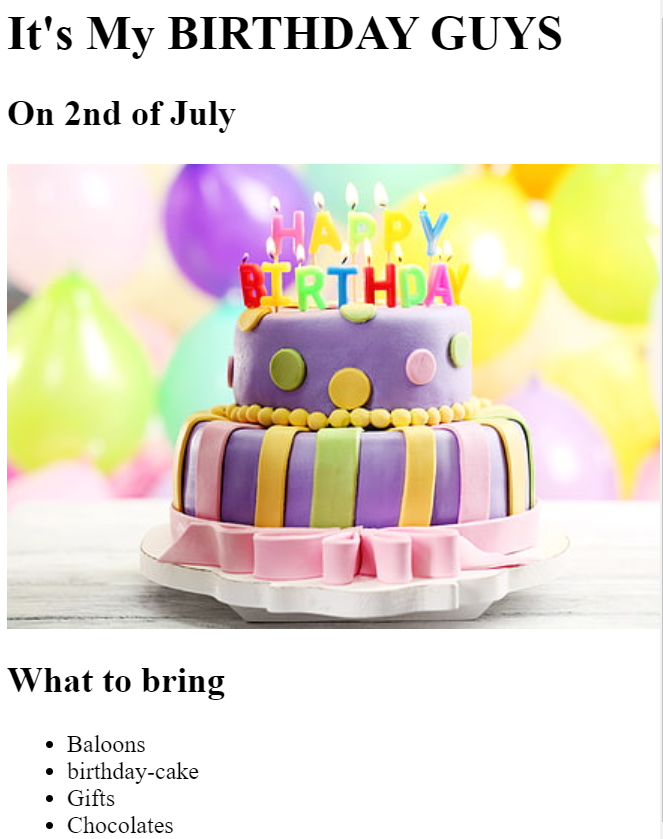 It's My BIRTHDAY GUYS
On 2nd of July
HAPPY
BIRTHDAY
What to bring
Baloons
birthday-cake
Gifts
Chocolates